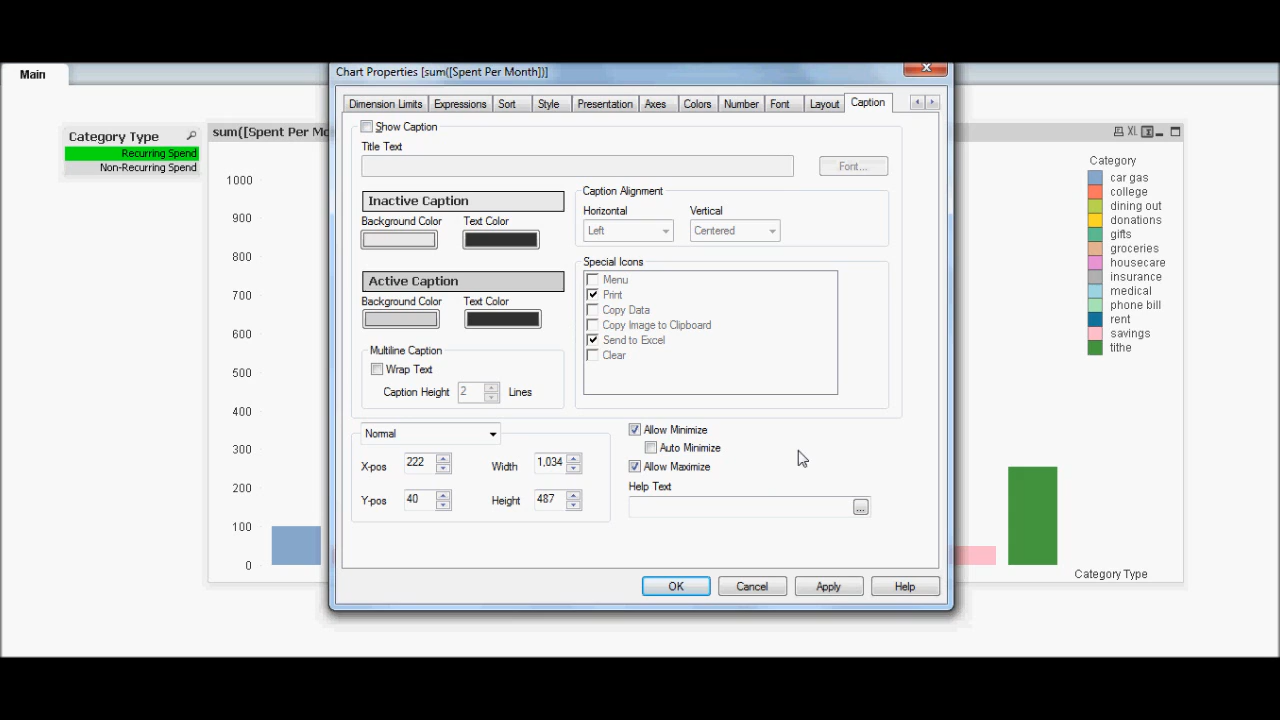 Main
Chart Properties [sum([Spent Per Month])]
Dimension Limits Expressions Sort Style Presentation Axes Colors Number Font Layout Caption
Category Type
Recurring Spend
Non-Recurring Spend
sum([Spent Per Mo
XL
1000
900
800
700
600
500
400
300
200
100
0
Show Caption
Title Text
Font...
Inactive Caption
Background Color Text Color
Active Caption
Background Color Text Color
Multiline Caption
Wrap Text
Caption Height 2 Lines
Caption Alignment
Horizontal Vertical
Left Centered
Special Icons
Menu
Print
Copy Data
Copy Image to Clipboard
Send to Excel
Clear
Normal
X-pos 222 Width 1,034
Y-pos 40 Height 487
Allow Minimize
Auto Minimize
Allow Maximize
Help Text
...
OK Cancel Apply Help
Category
car gas
college
dining out
donations
gifts
groceries
housecare
insurance
medical
phone bill
rent
savings
tithe
Category Type